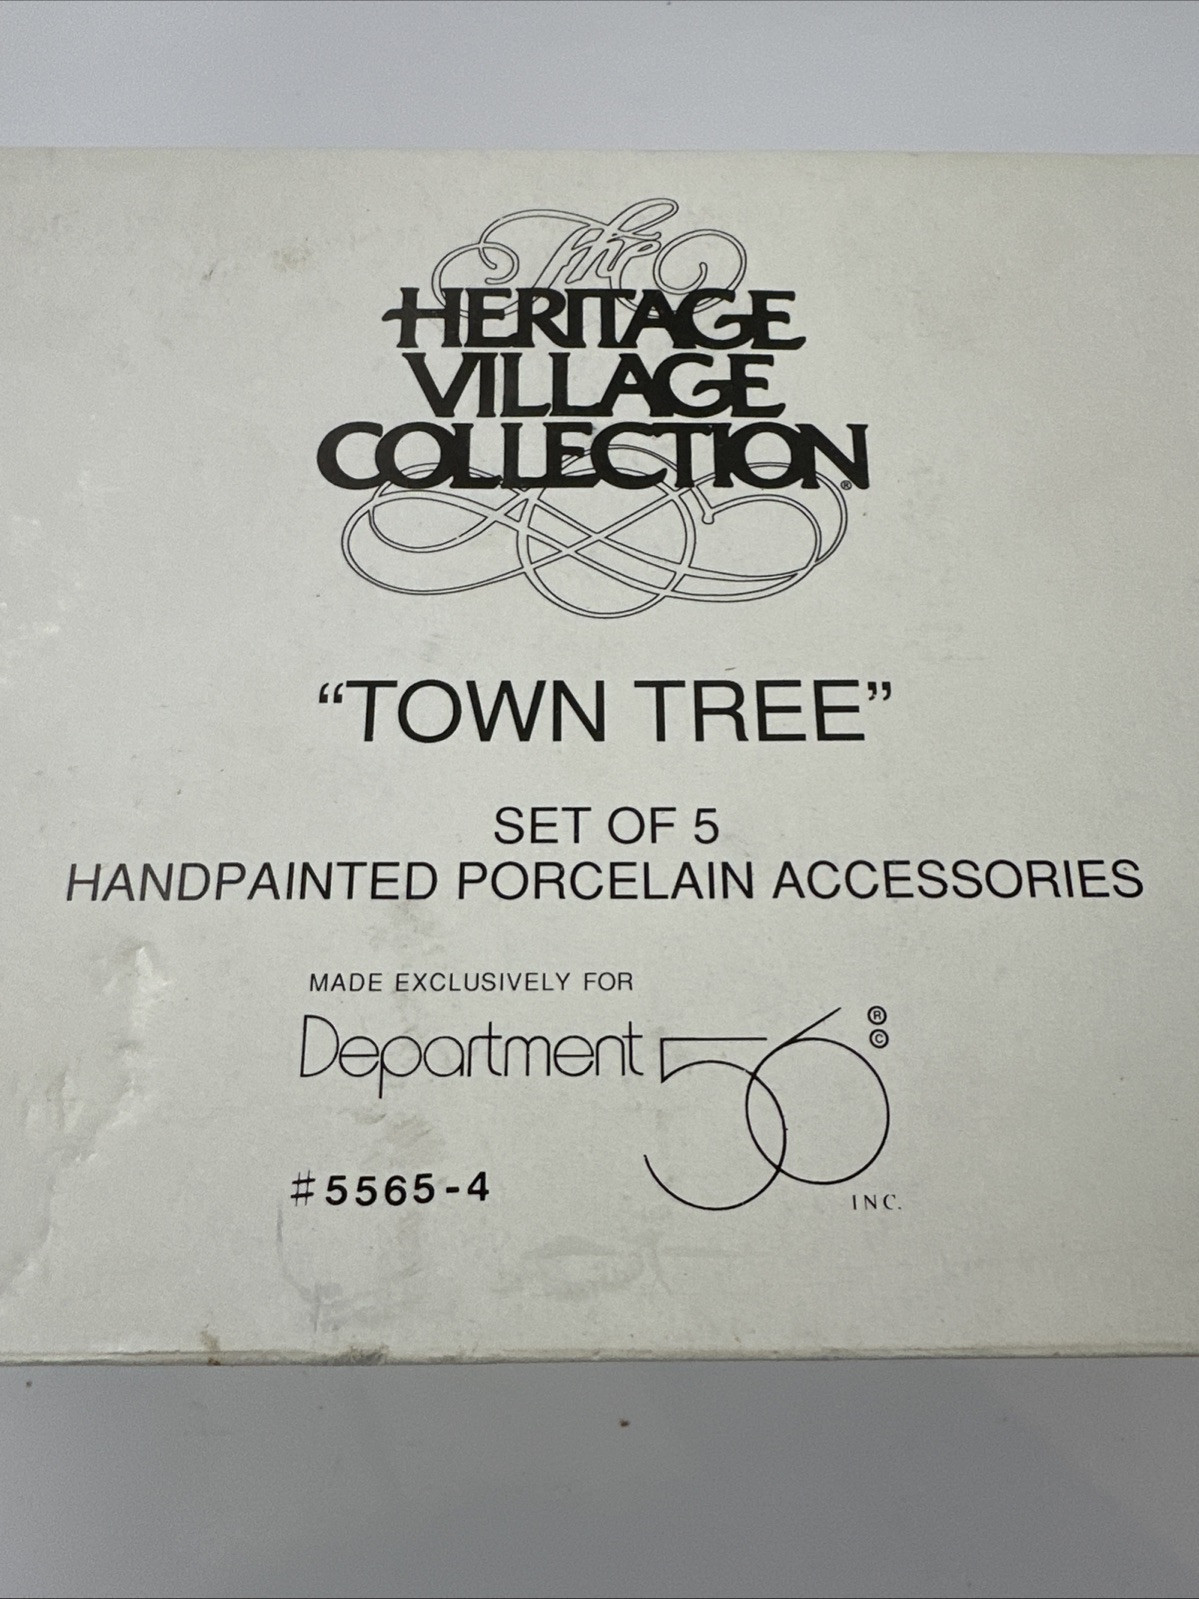 The
HERITAGE
VILLAGE
COLLECTION®
“TOWN TREE”
SET OF 5
HANDPAINTED PORCELAIN ACCESSORIES
MADE EXCLUSIVELY FOR
Department 56 ® ©
INC.
#5565-4